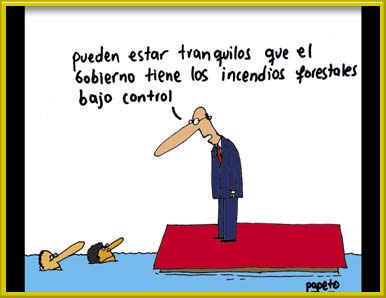 pueden estar tranquilos que el
Gobierno tiene los incendios forestales
bajo control
papeto